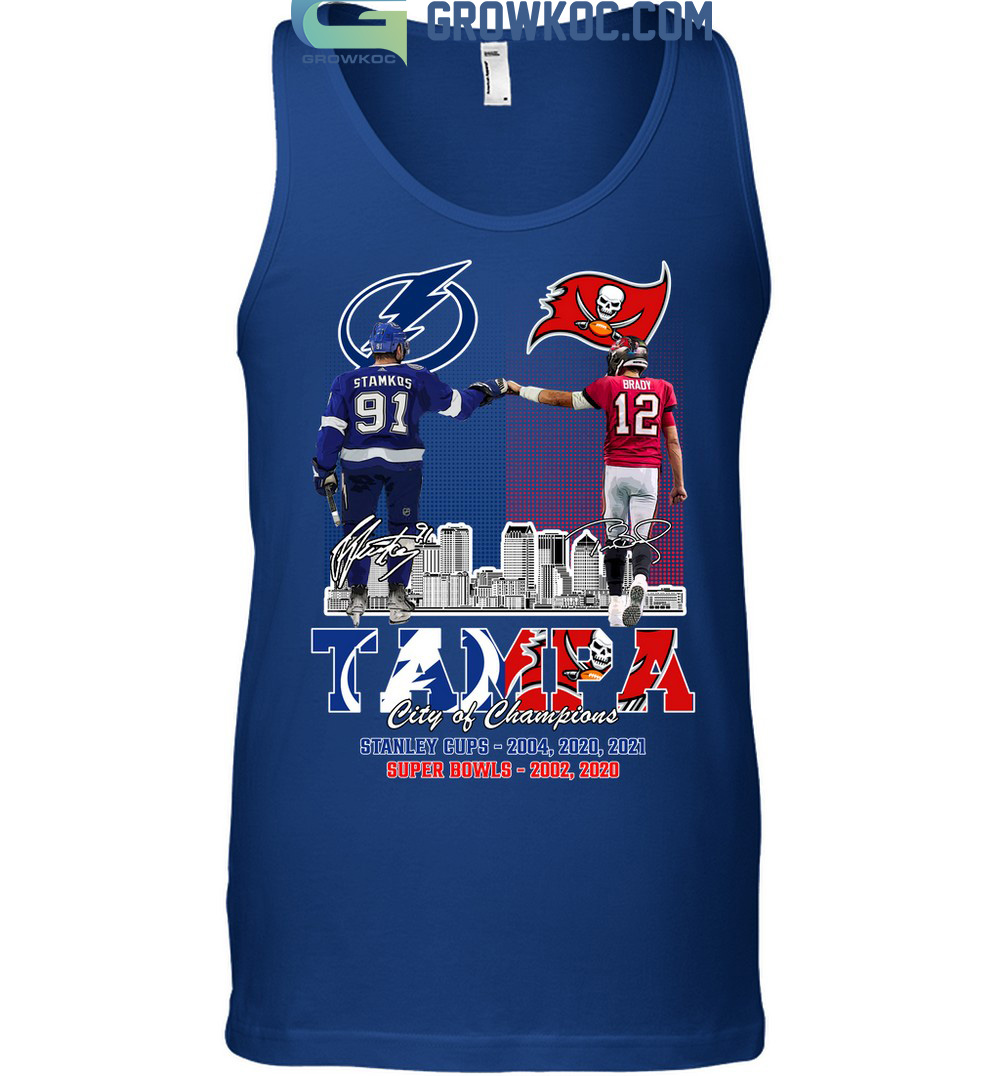 GROWKOC.COM
GROWKOC
STAMKOS
91
BRADY
12
91
TAMPA
City of Champions
STANLEY CUPS - 2004, 2020, 2021
SUPER BOWLS - 2002, 2020